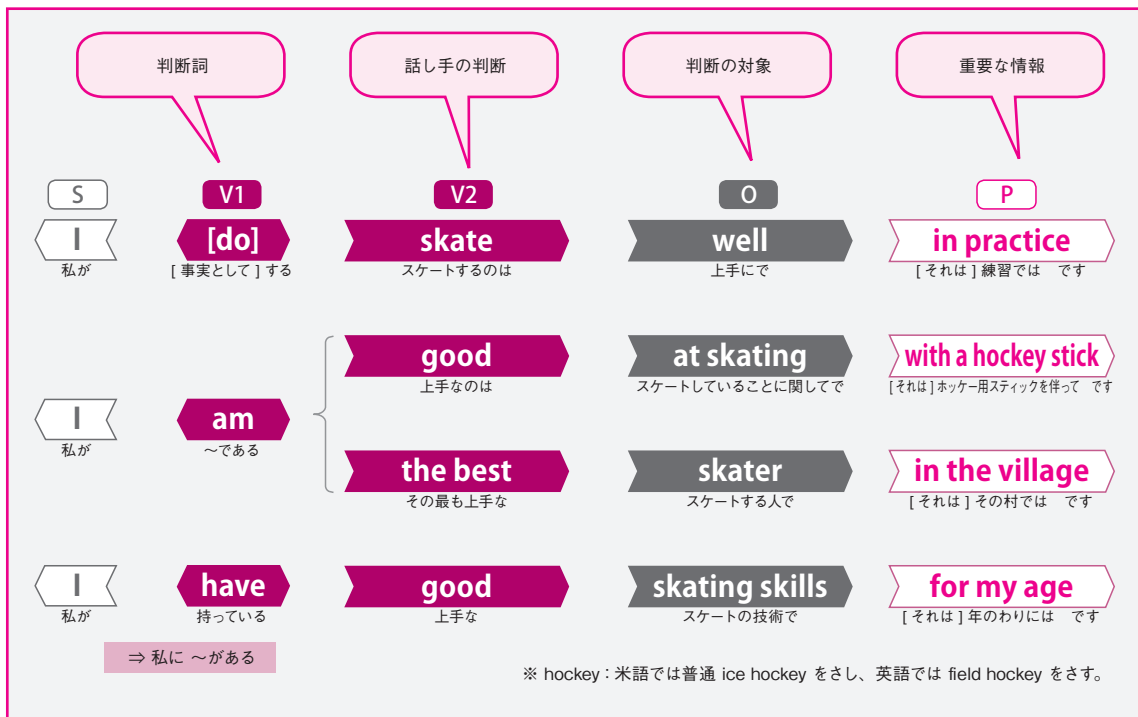 判断詞 話し手の判断 判断の対象 重要な情報
S V1 V2 O P
I [do] skate well in practice
私が [ 事実として ] する スケートするのは 上手にで [ それは ] 練習では です
good at skating with a hockey stick
上手なのは スケートしていることに関してで [ それは ] ホッケー用スティックを伴って です
I am
私が ～である
the best skater in the village
その最も上手な スケートする人で [ それは ] その村では です
I have good skating skills for my age
私が 持っている 上手な スケートの技術で [ それは ] 年のわりには です
⇒ 私に ～がある
※ hockey：米語では普通 ice hockey をさし、英語では field hockey をさす。